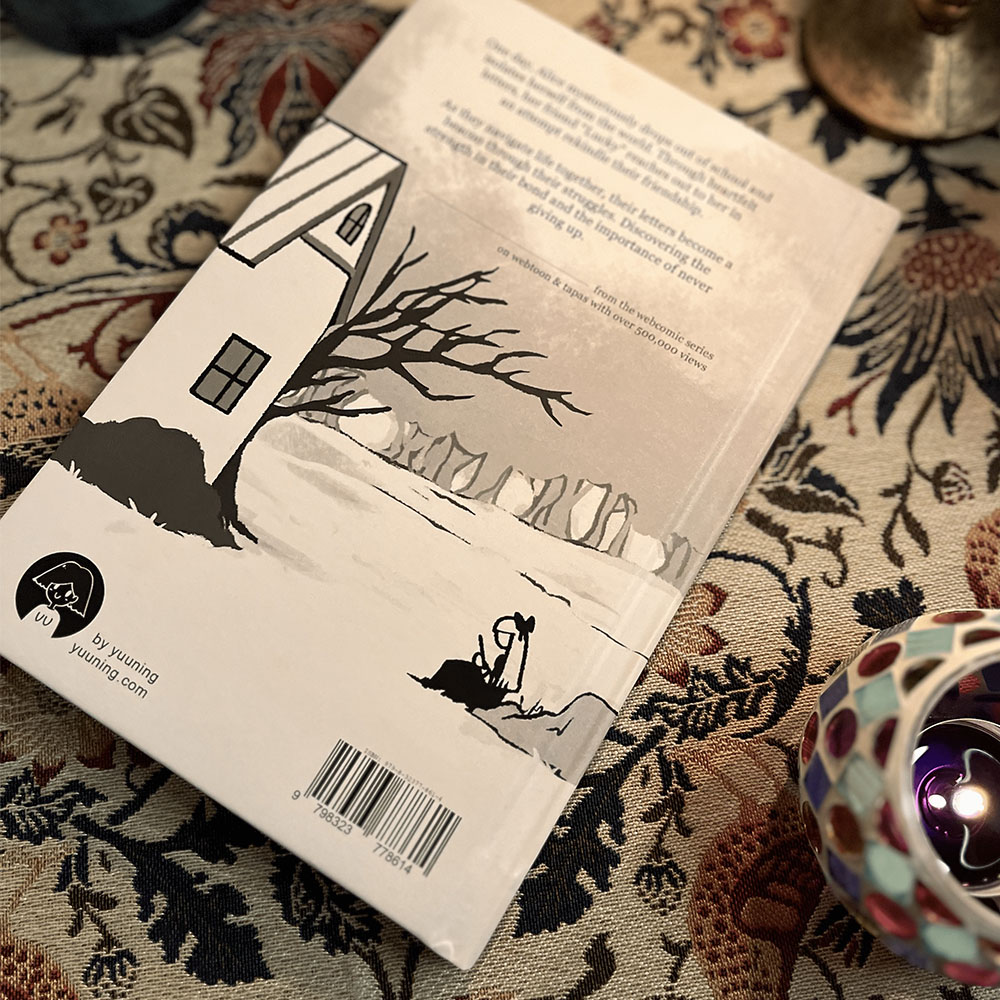 One day, Alice mysteriously drops out of school and
isolates herself from the world. Through heartfelt
letters, her friend "Lucky" reaches out to her in
an attempt rekindle their friendship.
As they navigate life together, their letters become a
beacon through their struggles. Discovering the
strength in their bond and the importance of never
giving up.
from the webcomic series
on webtoon & tapas with over 500,000 views
by yuuning
yuuning.com
9 798323 778614